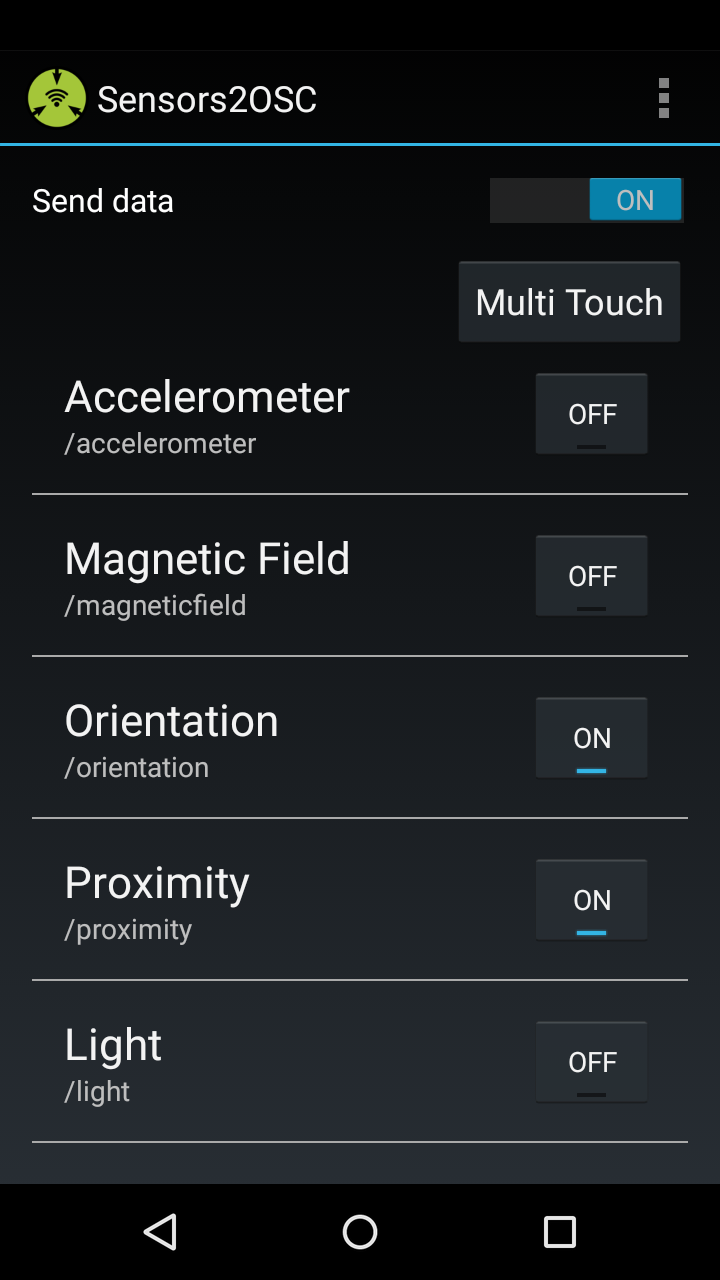 Sensors2OSC
Send data
ON
Multi Touch
Accelerometer
/accelerometer
OFF
Magnetic Field
/magneticfield
OFF
Orientation
/orientation
ON
Proximity
/proximity
ON
Light
/light
OFF